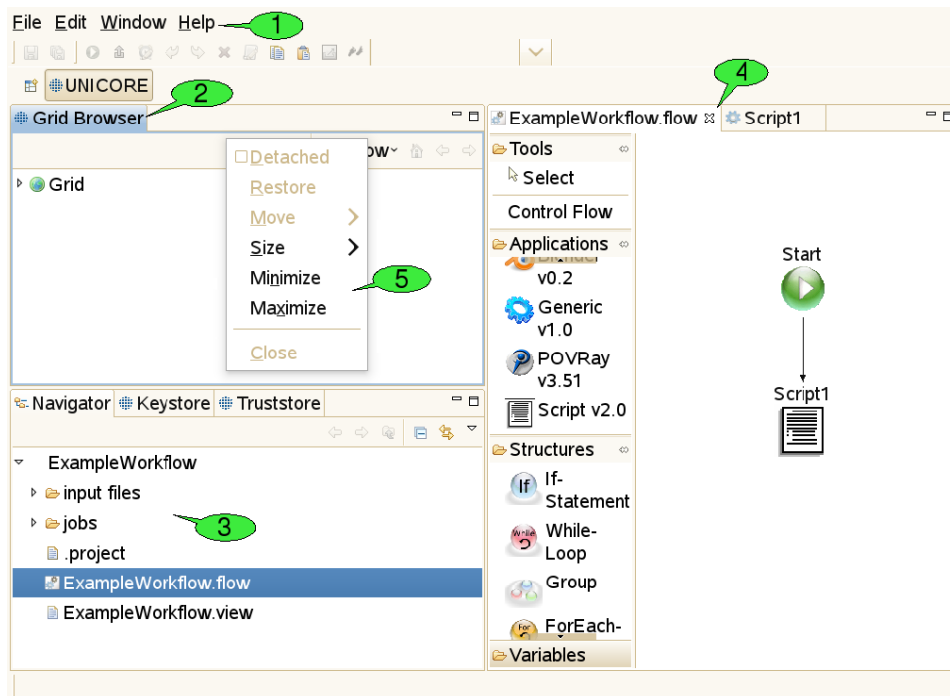 File Edit Window Help
1
UNICORE
2
Grid Browser
Grid
Detached
Restore
Move
Size
Minimize
Maximize
Close
5
4
ExampleWorkflow.flow
Script1
Tools
Select
Control Flow
Applications
v0.2
Generic
v1.0
POVRay
v3.51
Script v2.0
Structures
If
If-
Statement
While
While-
Loop
Group
For
ForEach-
Variables
Start
Script1
Navigator Keystore Truststore
ExampleWorkflow
input files
jobs
3
.project
ExampleWorkflow.flow
ExampleWorkflow.view